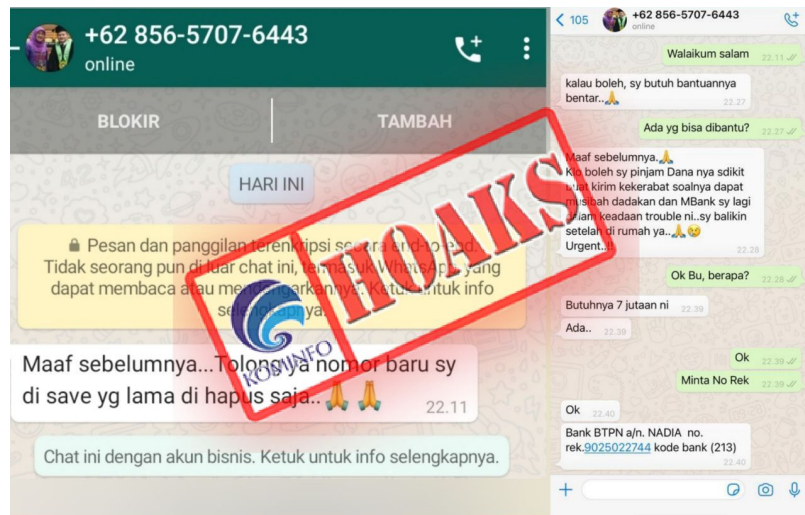 +62 856-5707-6443
online
BLOKIR
TAMBAH
HARI INI
Pesan dan panggilan terenkripsi secara end-to-end.
Tidak seorang pun di luar chat ini, termasuk WhatsApp, yang
dapat membaca atau mendengarkannya. Ketuk untuk info
selengkapnya.
Maaf sebelumnya...Tolong ya nomor baru sy
di save yg lama di hapus saja..🙏 🙏
22.11
Chat ini dengan akun bisnis. Ketuk untuk info selengkapnya.
KOMINFO
HOAKS
105
+62 856-5707-6443
online
Walaikum salam
22.11
kalau boleh, sy butuh bantuannya
bentar..🙏
22.27
Ada yg bisa dibantu?
22.27
Maaf sebelumnya.🙏
Klo boleh sy pinjam Dana nya sdikit
buat kirim kekerabat soalnya dapat
musibah dadakan dan MBank sy lagi
dalam keadaan trouble ni..sy balikin
setelah di rumah ya..🙏😢
Urgent..!!
22.28
Ok Bu, berapa?
22.28
Butuhnya 7 jutaan ni
22.39
Ada..
22.39
Ok
22.39
Minta No Rek
22.39
Ok
22.40
Bank BTPN a/n. NADIA no.
rek.9025022744 kode bank (213)
22.40